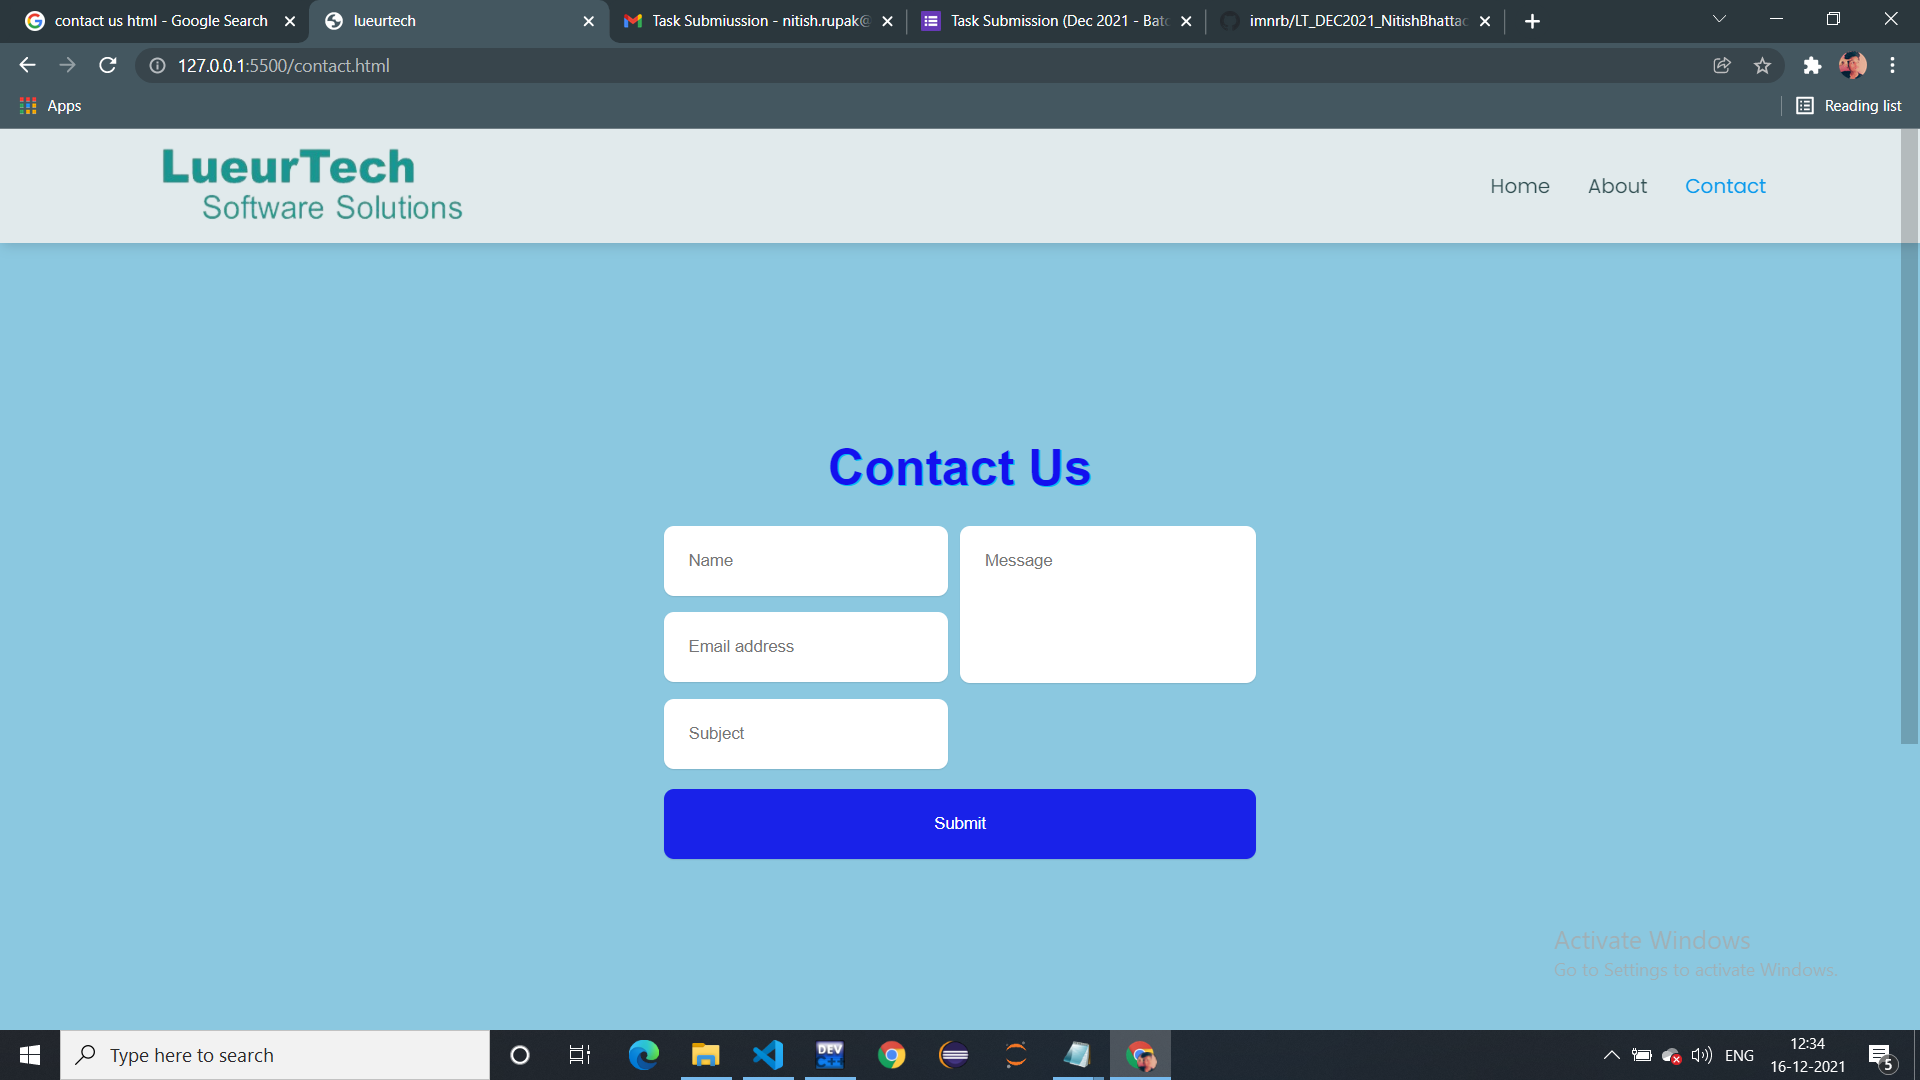 contact us html - Google Search
lueurtech
Task Submiussion - nitish.rupak@
Task Submission (Dec 2021 - Batc
imnrb/LT_DEC2021_NitishBhattac
127.0.0.1:5500/contact.html
Apps
Reading list
LueurTech
Software Solutions
Home
About
Contact
Contact Us
Name
Message
Email address
Subject
Submit
Activate Windows
Go to Settings to activate Windows.
Type here to search
DEV
C++
ENG
12:34
16-12-2021
5